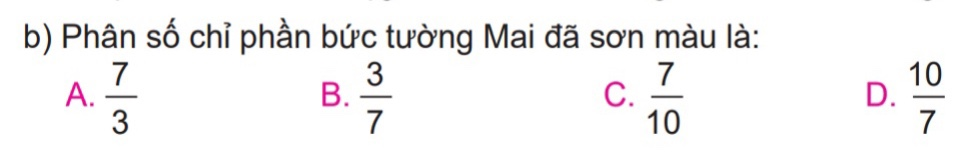 b) Phân số chỉ phần bức tường Mai đã sơn màu là:
A. 7/3 B. 3/7 C. 7/10 D. 10/7